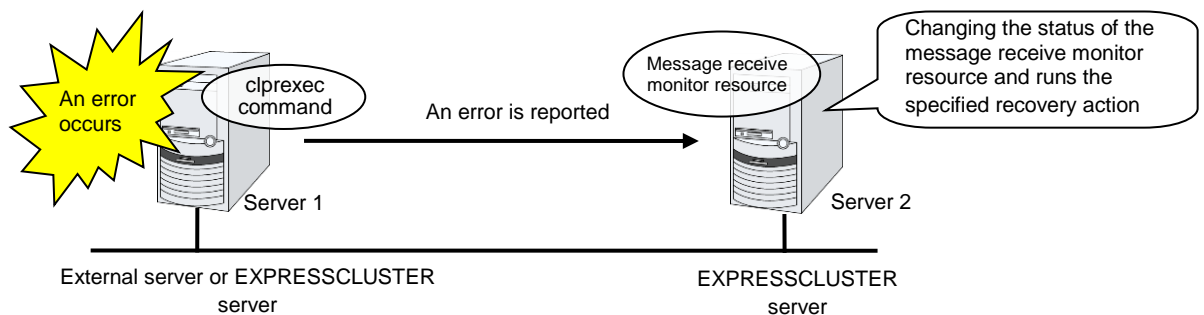 An error
occurs
clprexec
command
An error is reported
Message receive
monitor resource
Changing the status of the
message receive monitor
resource and runs the
specified recovery action
Server 1
Server 2
External server or EXPRESSCLUSTER
server
EXPRESSCLUSTER
server